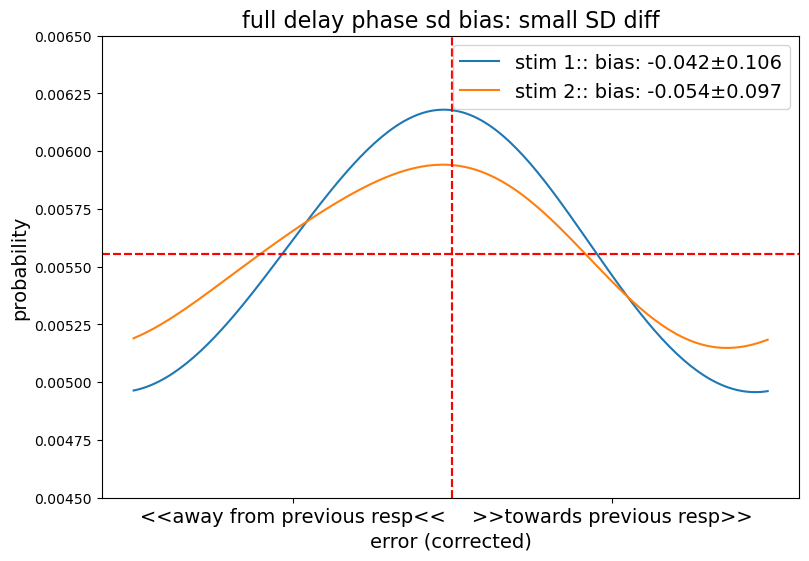 full delay phase sd bias: small SD diff
stim 1:: bias: -0.042±0.106
stim 2:: bias: -0.054±0.097
0.00650
0.00625
0.00600
0.00575
0.00550
0.00525
0.00500
0.00475
0.00450
probability
<<away from previous resp<<
>>towards previous resp>>
error (corrected)